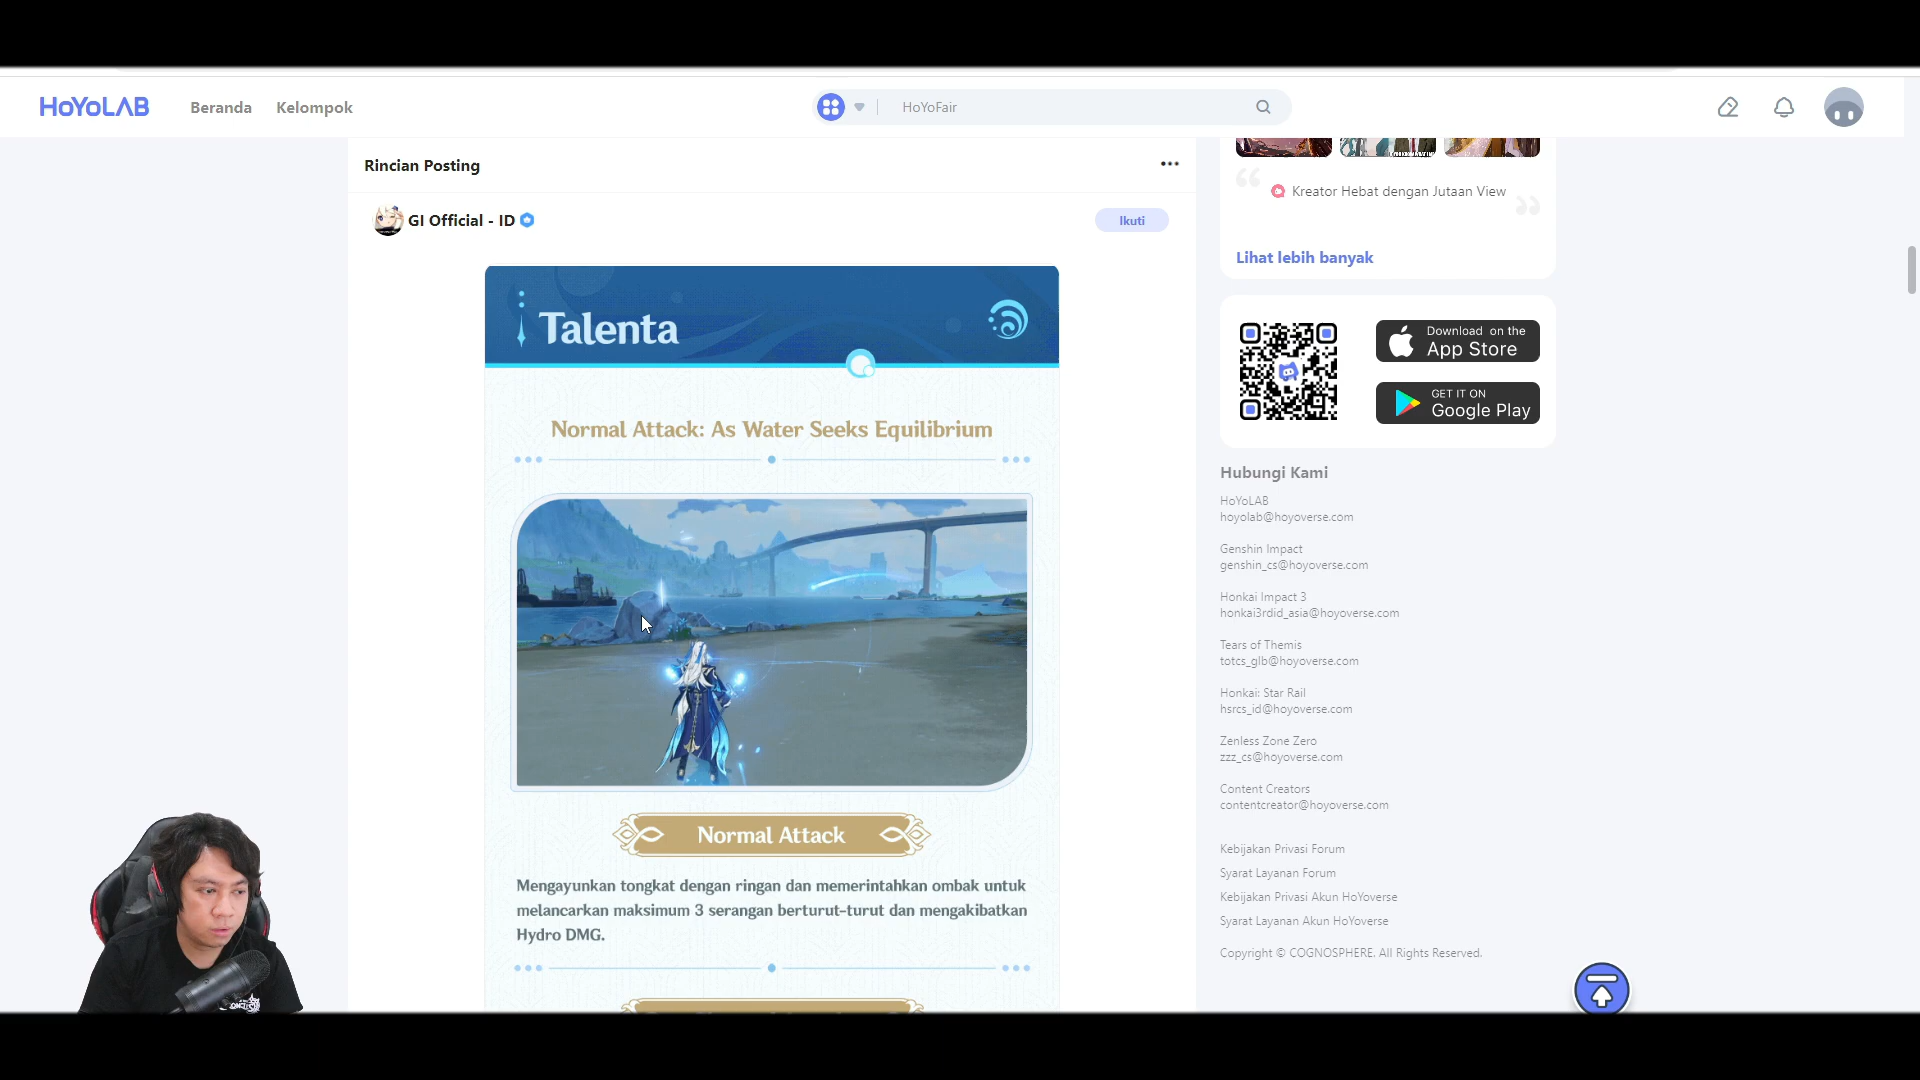 HoYoLAB
Beranda
Kelompok
HoYoFair
Rincian Posting
GI Official - ID
Ikuti
Talenta
Normal Attack: As Water Seeks Equilibrium
Normal Attack
Mengayunkan tongkat dengan ringan dan memerintahkan ombak untuk
melancarkan maksimum 3 serangan berturut-turut dan mengakibatkan
Hydro DMG.
Kreator Hebat dengan Jutaan View
Lihat lebih banyak
Download on the
App Store
GET IT ON
Google Play
Hubungi Kami
HoYoLAB
hoyolab@hoyoverse.com
Genshin Impact
genshin_cs@hoyoverse.com
Honkai Impact 3
honkai3rdid_asia@hoyoverse.com
Tears of Themis
totcs_glb@hoyoverse.com
Honkai: Star Rail
hsrcs_id@hoyoverse.com
Zenless Zone Zero
zzz_cs@hoyoverse.com
Content Creators
contentcreator@hoyoverse.com
Kebijakan Privasi Forum
Syarat Layanan Forum
Kebijakan Privasi Akun HoYoverse
Syarat Layanan Akun HoYoverse
Copyright © COGNOSPHERE. All Rights Reserved.